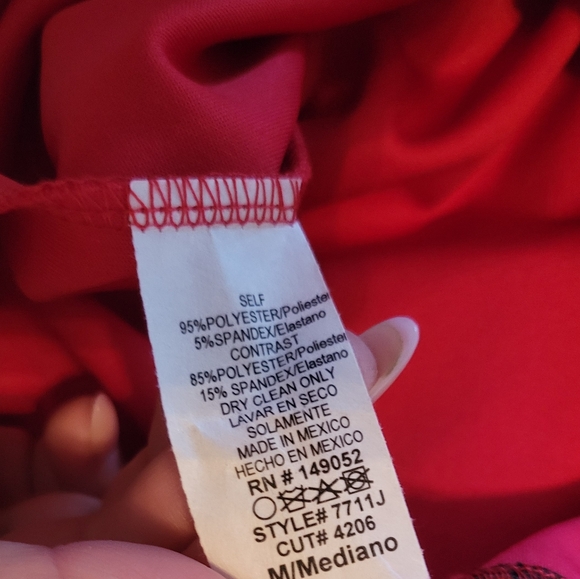 SELF
95%POLYESTER/Poliester
5%SPANDEX/Elastano
CONTRAST
85%POLYESTER/Poliester
15% SPANDEX/Elastano
DRY CLEAN ONLY
LAVAR EN SECO
SOLAMENTE
MADE IN MEXICO
HECHO EN MEXICO
RN # 149052
STYLE# 7711J
CUT# 4206
M/Mediano